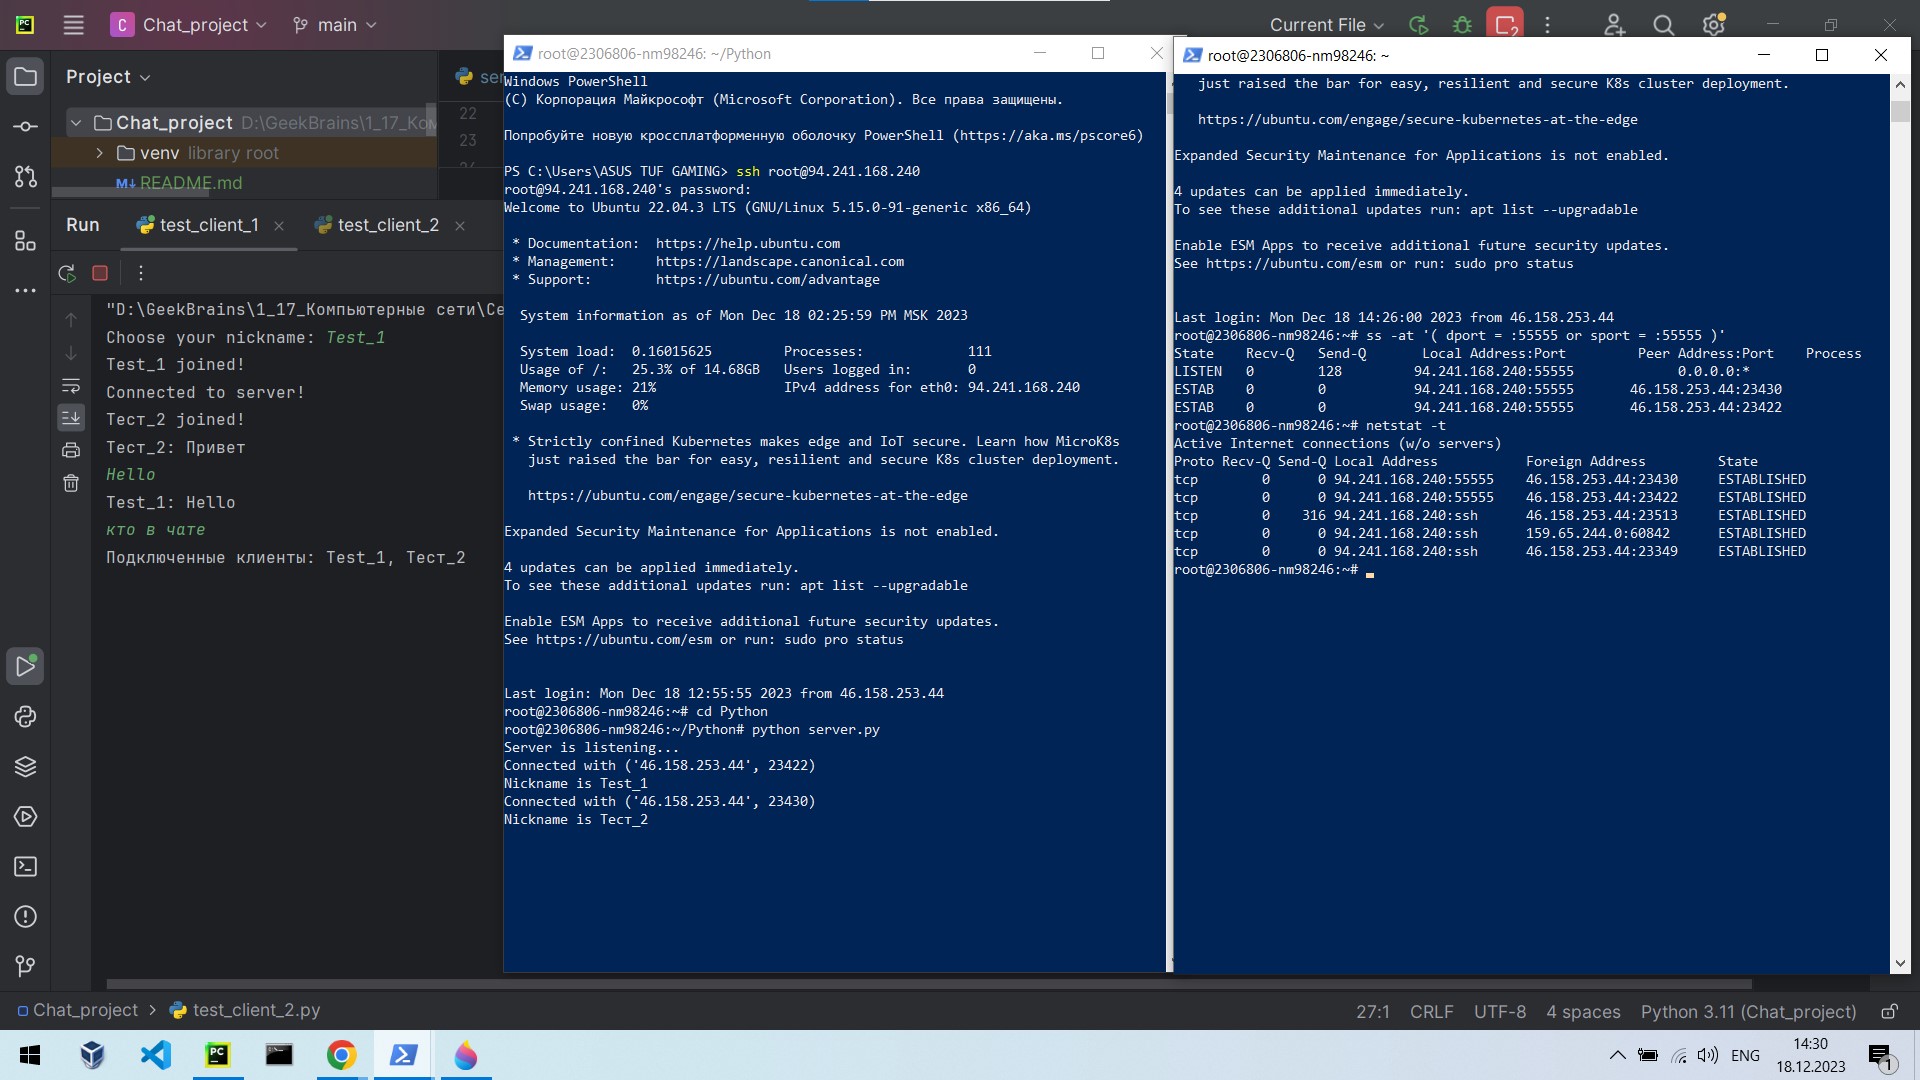 Chat_project
main
Current File
Project
Chat_project D:\GeekBrains\1_17_Ко
venv library root
README.md
22
23
Run
test_client_1
test_client_2
"D:\GeekBrains\1_17_Компьютерные сети\Се
Choose your nickname: Test_1
Test_1 joined!
Connected to server!
Тест_2 joined!
Тест_2: Привет
Hello
Test_1: Hello
кто в чате
Подключенные клиенты: Test_1, Тест_2
root@2306806-nm98246: ~/Python
Windows PowerShell
(C) Корпорация Майкрософт (Microsoft Corporation). Все права защищены.
Попробуйте новую кроссплатформенную оболочку PowerShell (https://aka.ms/pscore6)
PS C:\Users\ASUS TUF GAMING> ssh root@94.241.168.240
root@94.241.168.240's password:
Welcome to Ubuntu 22.04.3 LTS (GNU/Linux 5.15.0-91-generic x86_64)
* Documentation:  https://help.ubuntu.com
* Management:     https://landscape.canonical.com
* Support:        https://ubuntu.com/advantage
System information as of Mon Dec 18 02:25:59 PM MSK 2023
System load:  0.16015625         Processes:             111
Usage of /:   25.3% of 14.68GB   Users logged in:       0
Memory usage: 21%                IPv4 address for eth0: 94.241.168.240
Swap usage:   0%
* Strictly confined Kubernetes makes edge and IoT secure. Learn how MicroK8s
just raised the bar for easy, resilient and secure K8s cluster deployment.
https://ubuntu.com/engage/secure-kubernetes-at-the-edge
Expanded Security Maintenance for Applications is not enabled.
4 updates can be applied immediately.
To see these additional updates run: apt list --upgradable
Enable ESM Apps to receive additional future security updates.
See https://ubuntu.com/esm or run: sudo pro status
Last login: Mon Dec 18 12:55:55 2023 from 46.158.253.44
root@2306806-nm98246:~# cd Python
root@2306806-nm98246:~/Python# python server.py
Server is listening...
Connected with ('46.158.253.44', 23422)
Nickname is Test_1
Connected with ('46.158.253.44', 23430)
Nickname is Тест_2
root@2306806-nm98246: ~
just raised the bar for easy, resilient and secure K8s cluster deployment.
https://ubuntu.com/engage/secure-kubernetes-at-the-edge
Expanded Security Maintenance for Applications is not enabled.
4 updates can be applied immediately.
To see these additional updates run: apt list --upgradable
Enable ESM Apps to receive additional future security updates.
See https://ubuntu.com/esm or run: sudo pro status
Last login: Mon Dec 18 14:26:00 2023 from 46.158.253.44
root@2306806-nm98246:~# ss -at '( dport = :55555 or sport = :55555 )'
State    Recv-Q   Send-Q       Local Address:Port         Peer Address:Port    Process
LISTEN   0        128         94.241.168.240:55555             0.0.0.0:*
ESTAB    0        0           94.241.168.240:55555       46.158.253.44:23430
ESTAB    0        0           94.241.168.240:55555       46.158.253.44:23422
root@2306806-nm98246:~# netstat -t
Active Internet connections (w/o servers)
Proto Recv-Q Send-Q Local Address           Foreign Address         State
tcp        0      0 94.241.168.240:55555    46.158.253.44:23430     ESTABLISHED
tcp        0      0 94.241.168.240:55555    46.158.253.44:23422     ESTABLISHED
tcp        0    316 94.241.168.240:ssh      46.158.253.44:23513     ESTABLISHED
tcp        0      0 94.241.168.240:ssh      159.65.244.0:60842      ESTABLISHED
tcp        0      0 94.241.168.240:ssh      46.158.253.44:23349     ESTABLISHED
root@2306806-nm98246:~#
Chat_project > test_client_2.py
27:1 CRLF UTF-8 4 spaces Python 3.11 (Chat_project)
ENG
14:30
18.12.2023
1